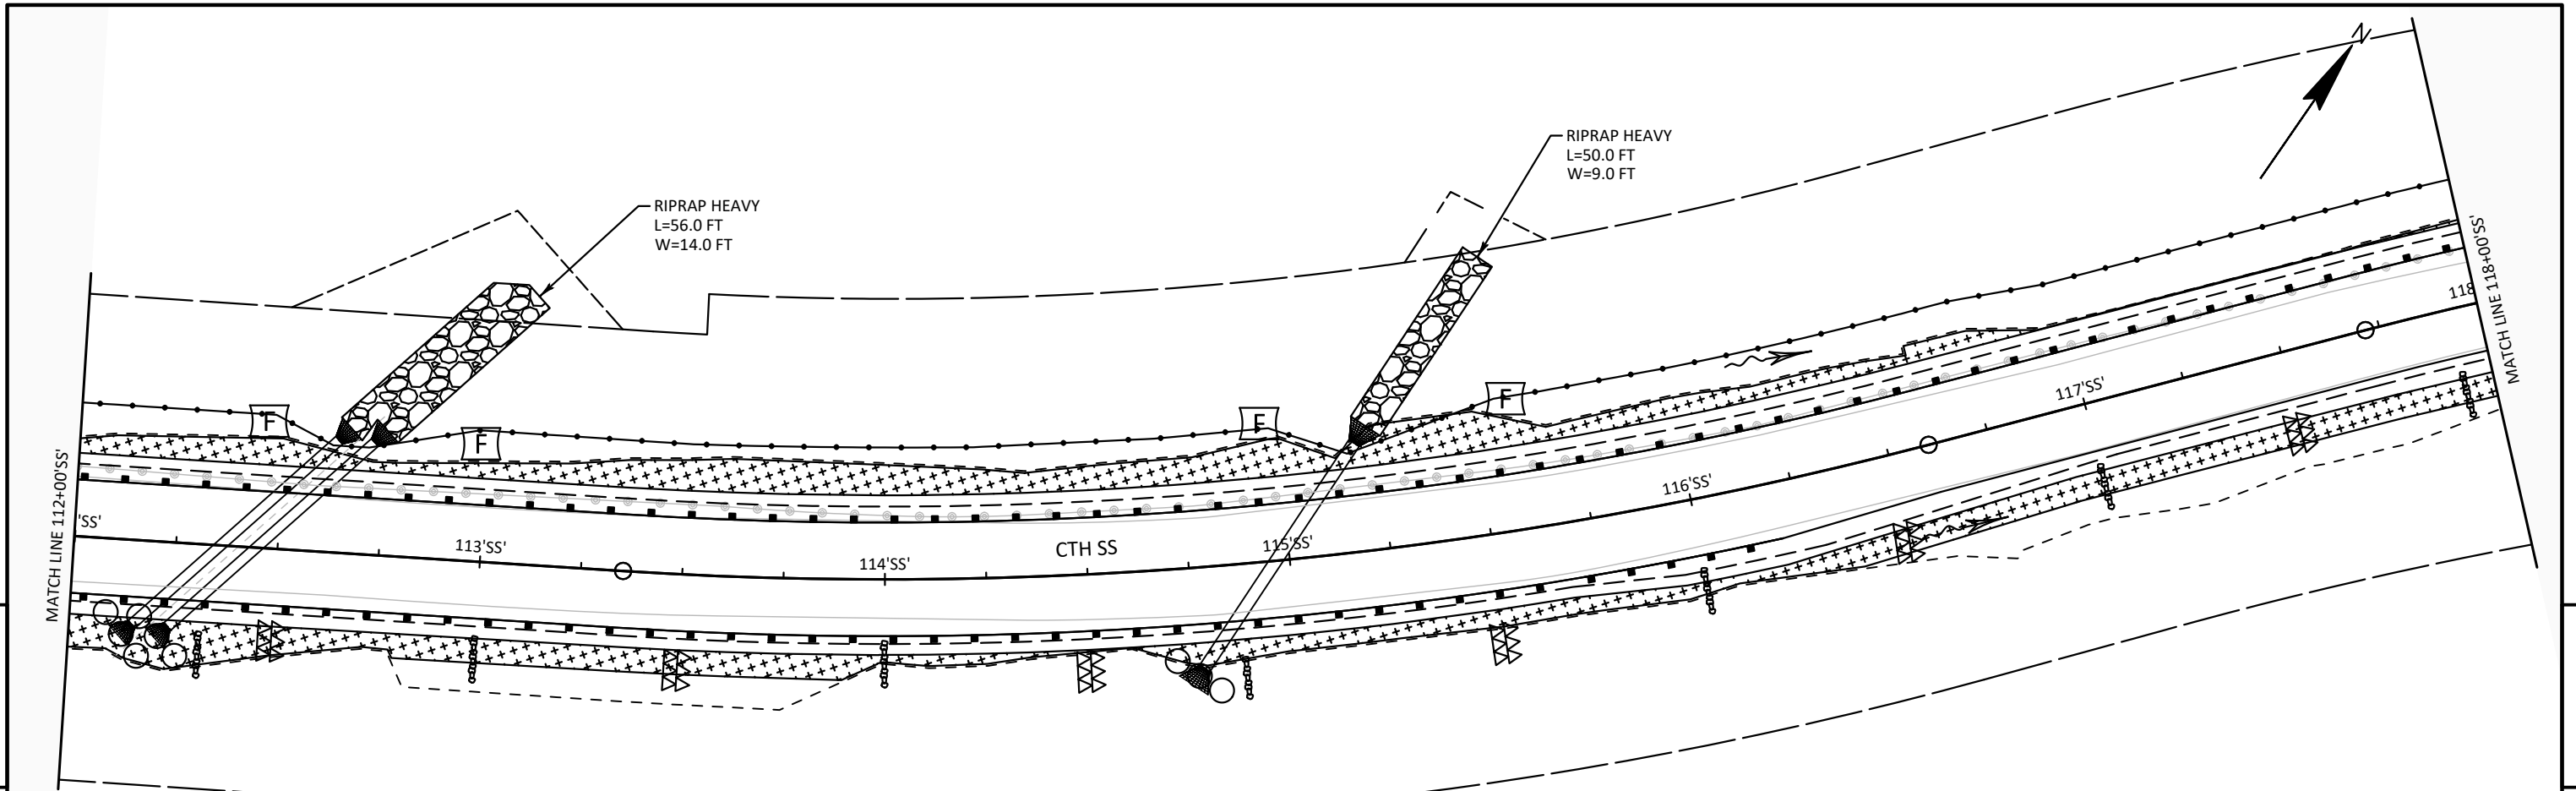 N
RIPRAP HEAVY
L=50.0 FT
W=9.0 FT
RIPRAP HEAVY
L=56.0 FT
W=14.0 FT
MATCH LINE 118+00'SS'
118
F
F
F
F
117'SS'
116'SS'
115'SS'
CTH SS
114'SS'
113'SS'
'SS'
MATCH LINE 112+00'SS'